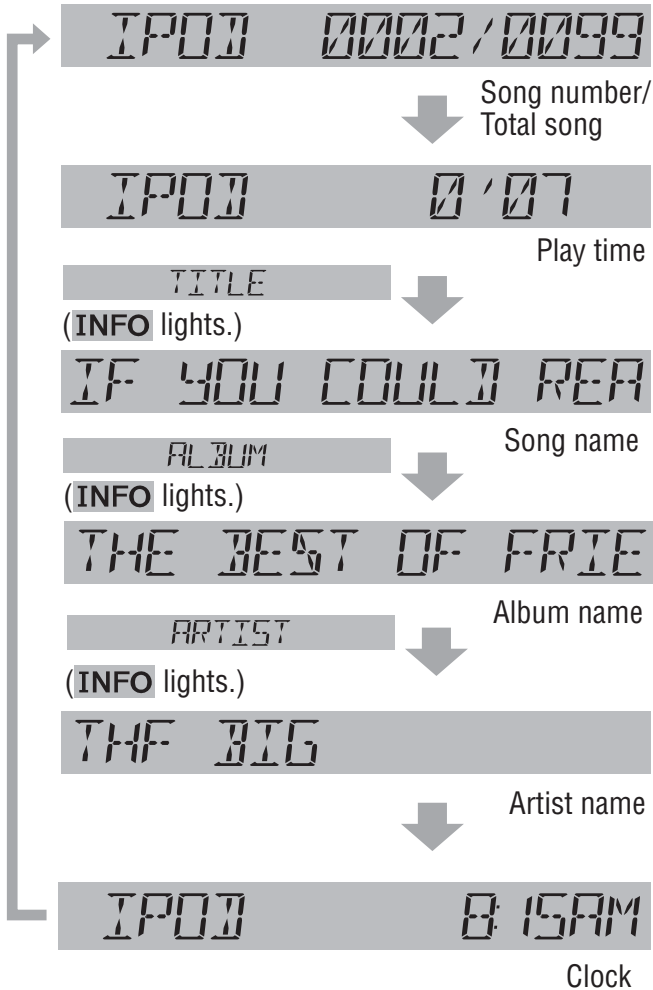 IPOD 0002/0099
Song number/
Total song
IPOD 0'07
Play time
TITLE
(INFO lights.)
IF YOU COULD REA
Song name
ALBUM
(INFO lights.)
THE BEST OF FRIE
Album name
ARTIST
(INFO lights.)
THF BIG
Artist name
IPOD 8:15AM
Clock